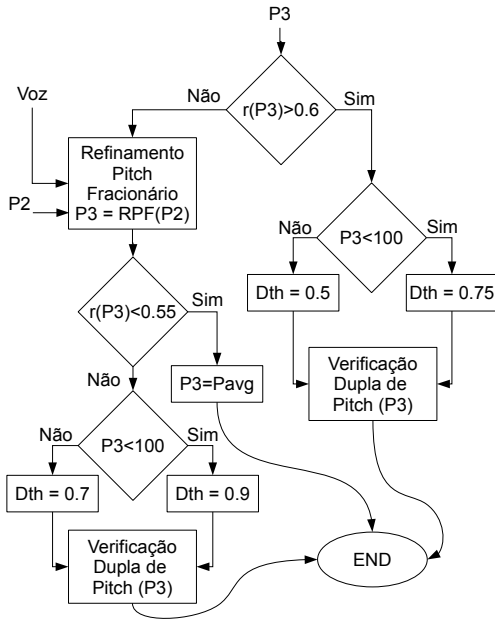 P3
r(P3)>0.6
Não
Sim
Voz
P2
Refinamento
Pitch
Fracionário
P3 = RPF(P2)
P3<100
Não
Sim
Dth = 0.5
Dth = 0.75
r(P3)<0.55
Sim
Não
P3=Pavg
Verificação
Dupla de
Pitch (P3)
P3<100
Não
Sim
Dth = 0.7
Dth = 0.9
Verificação
Dupla de
Pitch (P3)
END